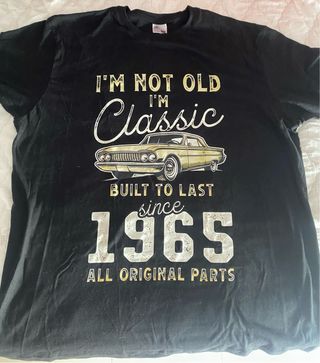 I'M NOT OLD
I'M
Classic
BUILT TO LAST
since
1965
ALL ORIGINAL PARTS